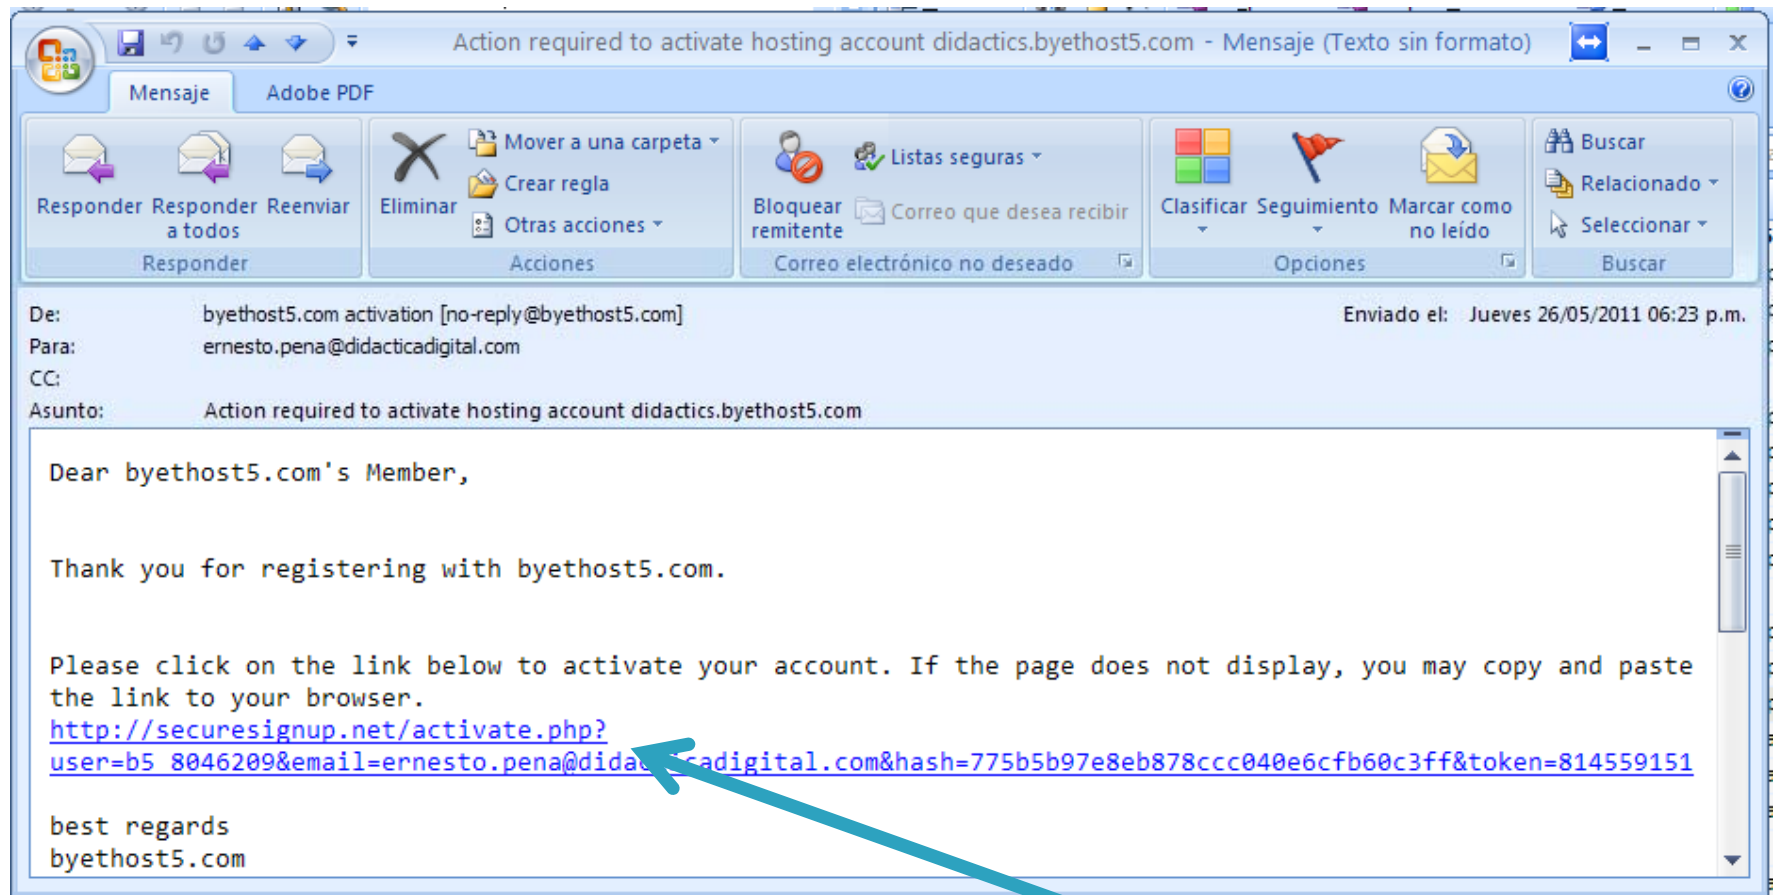 Action required to activate hosting account didactics.byethost5.com - Mensaje (Texto sin formato)
Mensaje Adobe PDF
Responder Responder a todos Reenviar
Responder
Eliminar
Mover a una carpeta
Crear regla
Otras acciones
Acciones
Bloquear remitente
Listas seguras
Correo que desea recibir
Correo electrónico no deseado
Clasificar Seguimiento Marcar como no leído
Opciones
Buscar
Relacionado
Seleccionar
Buscar
De: byethost5.com activation [no-reply@byethost5.com] Enviado el: Jueves 26/05/2011 06:23 p.m.
Para: ernesto.pena@didacticadigital.com
CC:
Asunto: Action required to activate hosting account didactics.byethost5.com
Dear byethost5.com's Member,
Thank you for registering with byethost5.com.
Please click on the link below to activate your account. If the page does not display, you may copy and paste
the link to your browser.
http://securesignup.net/activate.php?
user=b5_8046209&email=ernesto.pena@didacticadigital.com&hash=775b5b97e8eb878ccc040e6cfb60c3ff&token=814559151
best regards
byethost5.com